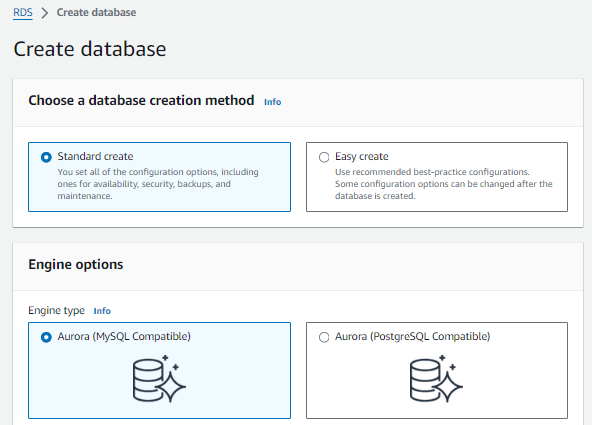 RDS > Create database
Create database
Choose a database creation method Info
Standard create
You set all of the configuration options, including
ones for availability, security, backups, and
maintenance.
Easy create
Use recommended best-practice configurations.
Some configuration options can be changed after the
database is created.
Engine options
Engine type Info
Aurora (MySQL Compatible)
Aurora (PostgreSQL Compatible)